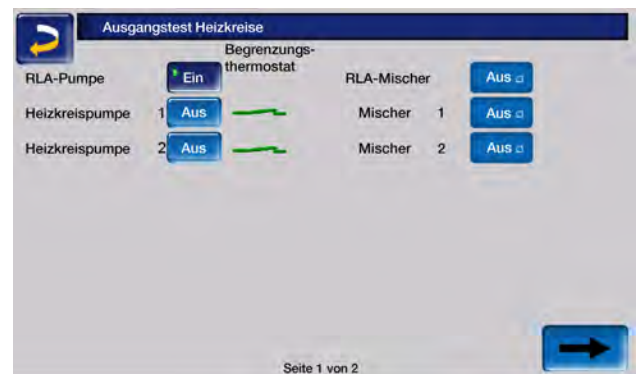 Ausgangstest Heizkreise
Begrenzungs-
thermostat
RLA-Pumpe Ein RLA-Mischer Aus
Heizkreispumpe 1 Aus Mischer 1 Aus
Heizkreispumpe 2 Aus Mischer 2 Aus
Seite 1 von 2